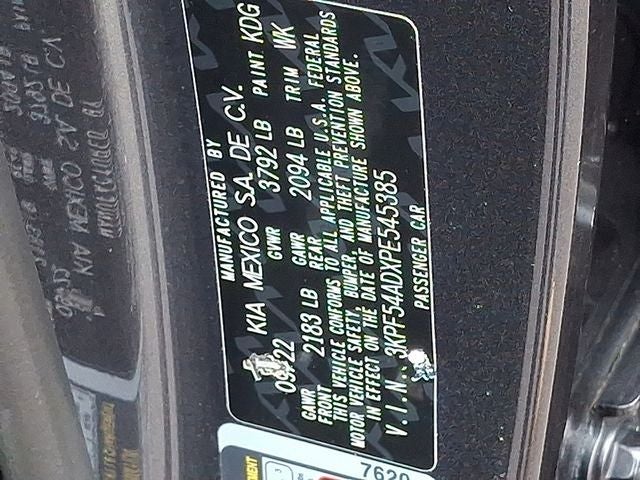 MANUFACTURED BY
KIA MEXICO S.A. DE C.V.
09/22 GVWR 3792 LB PAINT KDG
GAWR FRONT 2183 LB GAWR REAR 2094 LB TRIM WK
THIS VEHICLE CONFORMS TO ALL APPLICABLE U.S.A. FEDERAL
MOTOR VEHICLE SAFETY, BUMPER, AND THEFT PREVENTION STANDARDS
IN EFFECT ON THE DATE OF MANUFACTURE SHOWN ABOVE.
V.I.N.: 3KPF54ADXPE545385
PASSENGER CAR
7620